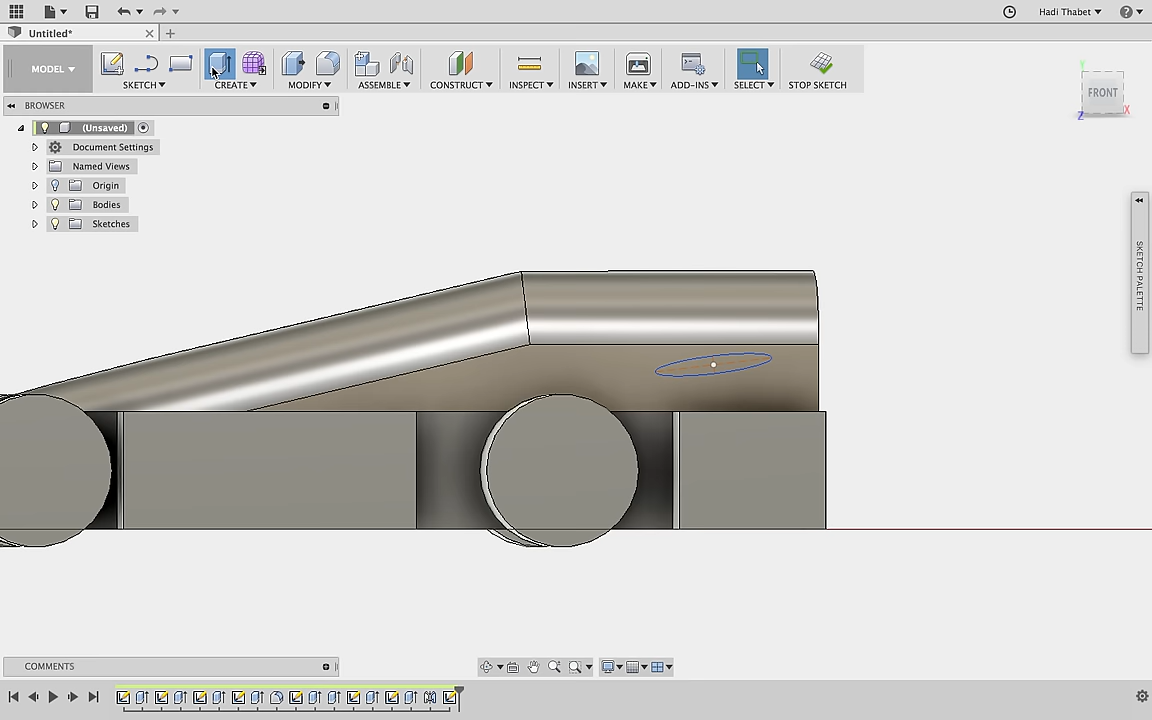 Hadi Thabet
Untitled*
MODEL
SKETCH
CREATE
MODIFY
ASSEMBLE
CONSTRUCT
INSPECT
INSERT
MAKE
ADD-INS
SELECT
STOP SKETCH
BROWSER
FRONT
Y
X
Z
(Unsaved)
Document Settings
Named Views
Origin
Bodies
Sketches
SKETCH PALETTE
COMMENTS